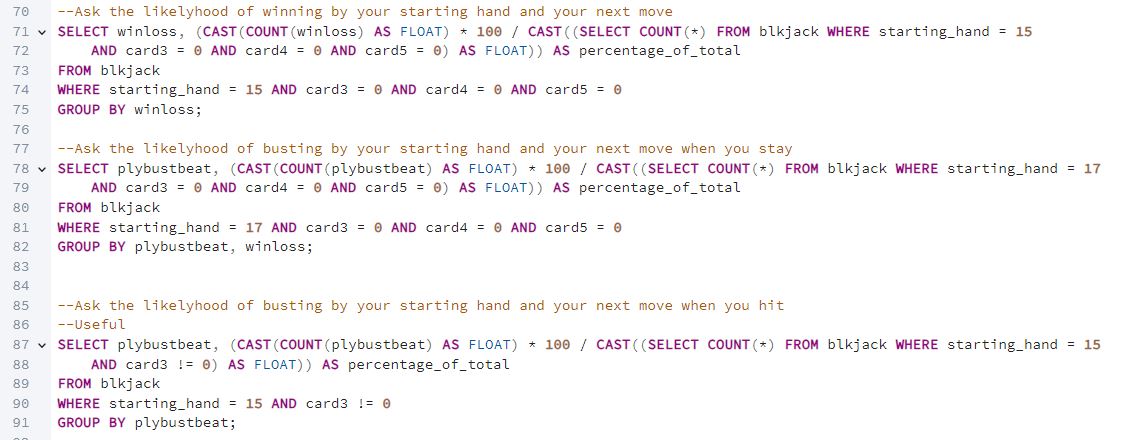 70 --Ask the likelyhood of winning by your starting hand and your next move
71 SELECT winloss, (CAST(COUNT(winloss) AS FLOAT) * 100 / CAST((SELECT COUNT(*) FROM blkjack WHERE starting_hand = 15
72 AND card3 = 0 AND card4 = 0 AND card5 = 0) AS FLOAT)) AS percentage_of_total
73 FROM blkjack
74 WHERE starting_hand = 15 AND card3 = 0 AND card4 = 0 AND card5 = 0
75 GROUP BY winloss;
76
77 --Ask the likelyhood of busting by your starting hand and your next move when you stay
78 SELECT plybustbeat, (CAST(COUNT(plybustbeat) AS FLOAT) * 100 / CAST((SELECT COUNT(*) FROM blkjack WHERE starting_hand = 17
79 AND card3 = 0 AND card4 = 0 AND card5 = 0) AS FLOAT)) AS percentage_of_total
80 FROM blkjack
81 WHERE starting_hand = 17 AND card3 = 0 AND card4 = 0 AND card5 = 0
82 GROUP BY plybustbeat, winloss;
83
84
85 --Ask the likelyhood of busting by your starting hand and your next move when you hit
86 --Useful
87 SELECT plybustbeat, (CAST(COUNT(plybustbeat) AS FLOAT) * 100 / CAST((SELECT COUNT(*) FROM blkjack WHERE starting_hand = 15
88 AND card3 != 0) AS FLOAT)) AS percentage_of_total
89 FROM blkjack
90 WHERE starting_hand = 15 AND card3 != 0
91 GROUP BY plybustbeat;